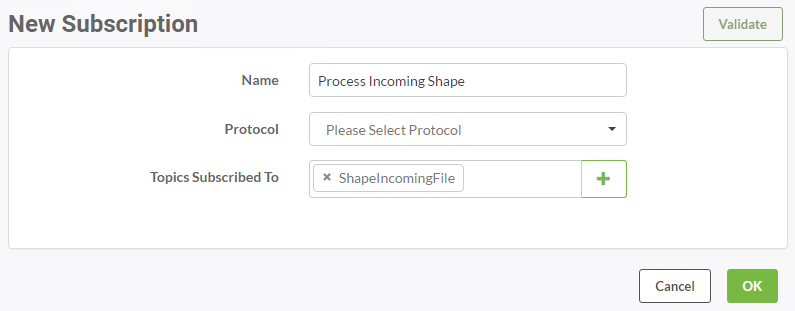 New Subscription
Validate
Name
Process Incoming Shape
Protocol
Please Select Protocol
Topics Subscribed To
× ShapeIncomingFile
+
Cancel
OK